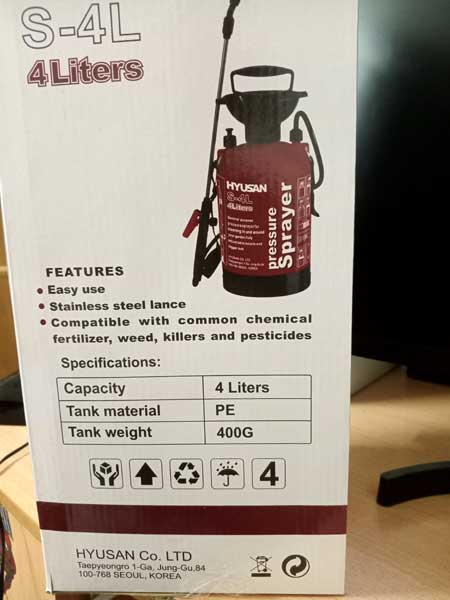 S-4L
4Liters
HYUSAN
S-4L
4Liters
pressure
Sprayer
FEATURES
Easy use
Stainless steel lance
Compatible with common chemical
fertilizer, weed, killers and pesticides
Specifications:
Capacity 4 Liters
Tank material PE
Tank weight 400G
4
HYUSAN Co. LTD
Taepyeongro 1-Ga, Jung-Gu,84
100-768 SEOUL, KOREA